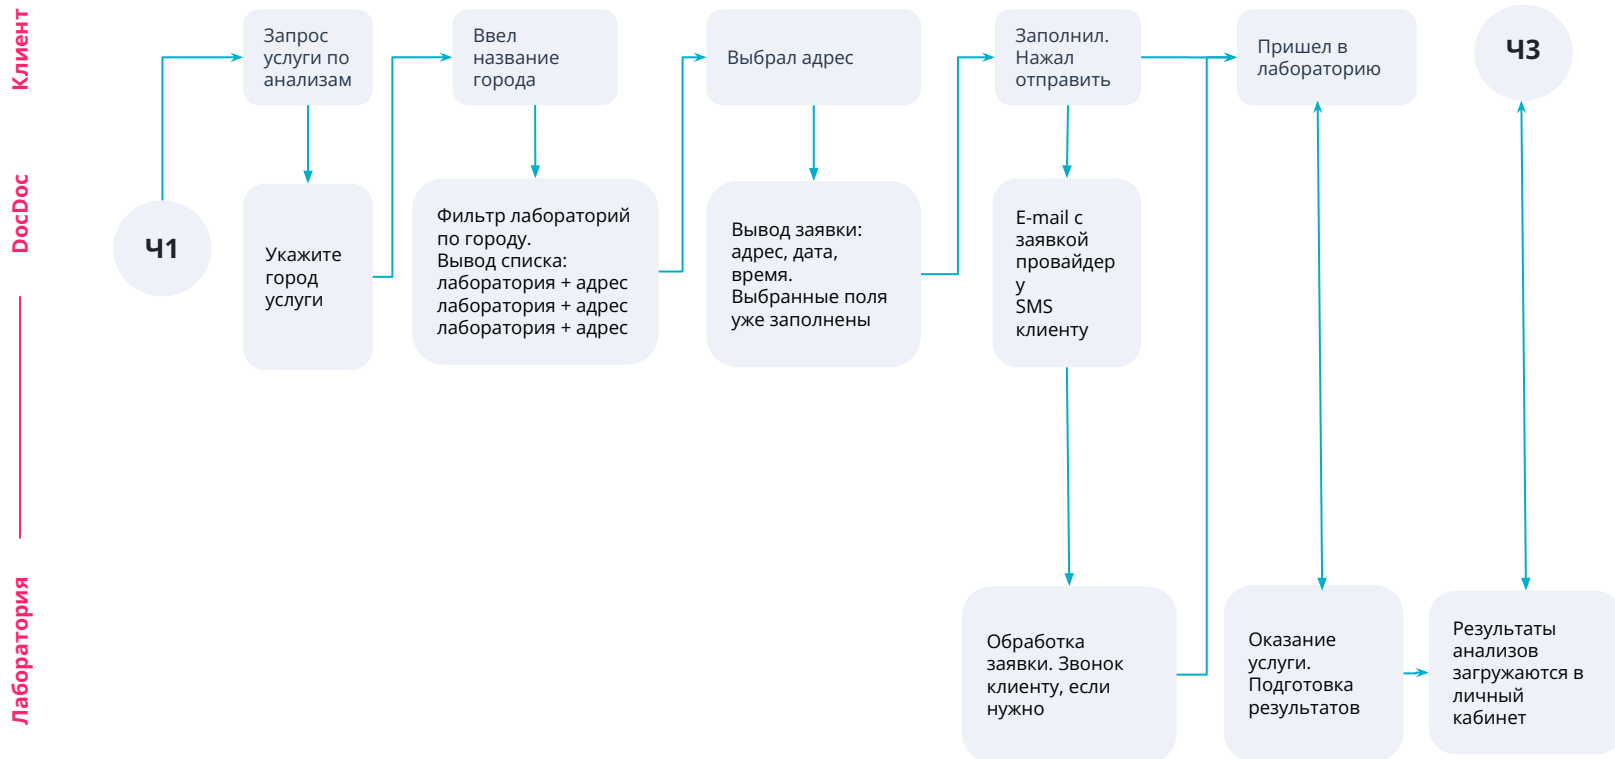 Клиент
Запрос
услуги по
анализам
Ввел
название
города
Выбрал адрес
Заполнил.
Нажал
отправить
Пришел в
лабораторию
Ч3
DocDoc
Ч1
Укажите
город
услуги
Фильтр лабораторий
по городу.
Вывод списка:
лаборатория + адрес
лаборатория + адрес
лаборатория + адрес
Вывод заявки:
адрес, дата,
время.
Выбранные поля
уже заполнены
E-mail с
заявкой
провайдер
у
SMS
клиенту
Лаборатория
Обработка
заявки. Звонок
клиенту, если
нужно
Оказание
услуги.
Подготовка
результатов
Результаты
анализов
загружаются в
личный
кабинет